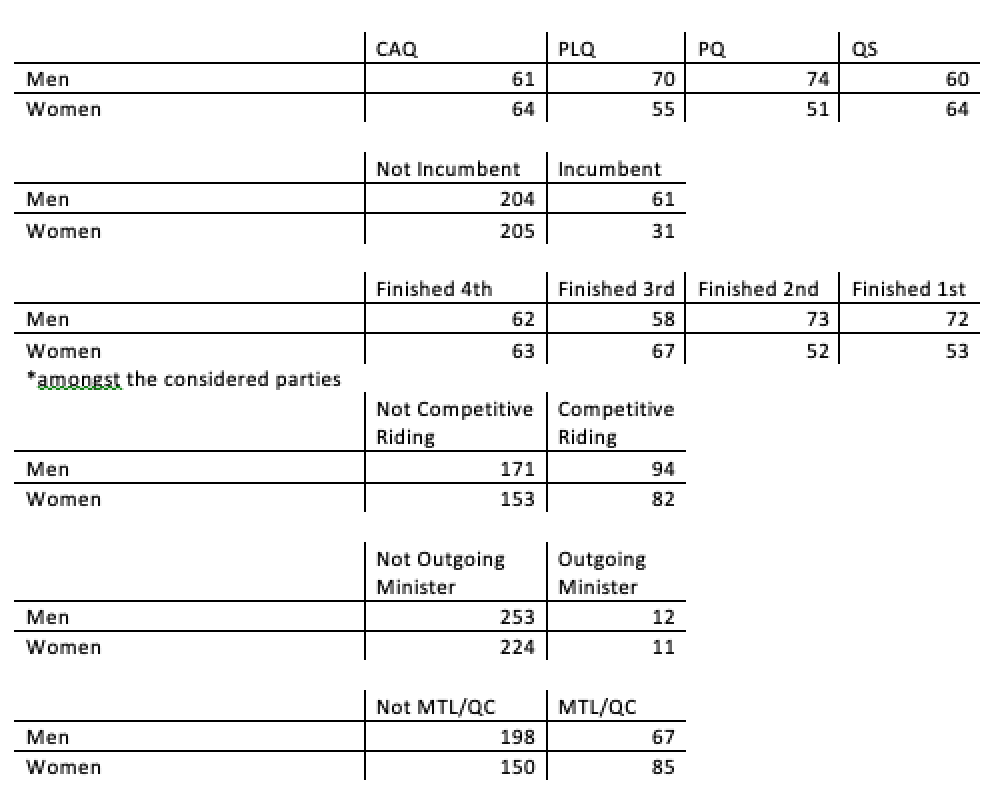 CAQ PLQ PQ QS
Men 61 70 74 60
Women 64 55 51 64
Not Incumbent Incumbent
Men 204 61
Women 205 31
Finished 4th Finished 3rd Finished 2nd Finished 1st
Men 62 58 73 72
Women 63 67 52 53
*amongst the considered parties
Not Competitive Competitive
Riding Riding
Men 171 94
Women 153 82
Not Outgoing Outgoing
Minister Minister
Men 253 12
Women 224 11
Not MTL/QC MTL/QC
Men 198 67
Women 150 85